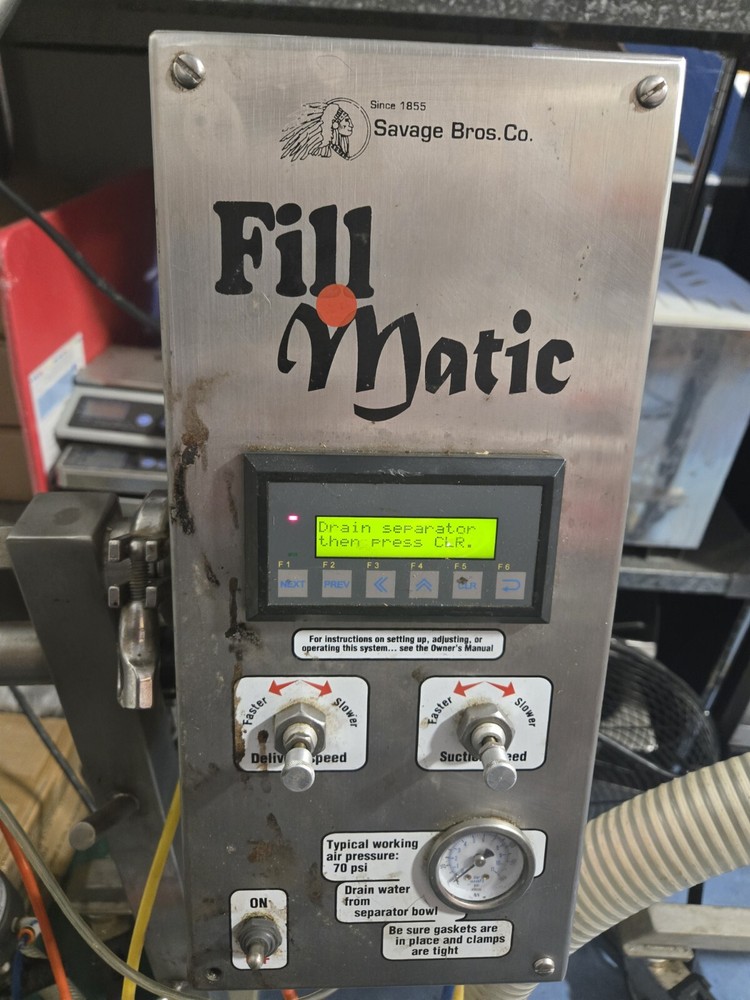 Since 1855
Savage Bros. Co.
Fill
Matic
Drain separator
then press CLR.
F1 F2 F3 F4 F5 F6
NEXT PREV CLR
For instructions on setting up, adjusting, or
operating this system... see the Owner's Manual
Faster Slower
Faster Slower
Speed
Typical working
air pressure:
70 psi
Drain water
from
separator bowl
Be sure gaskets are
in place and clamps
are tight
ON